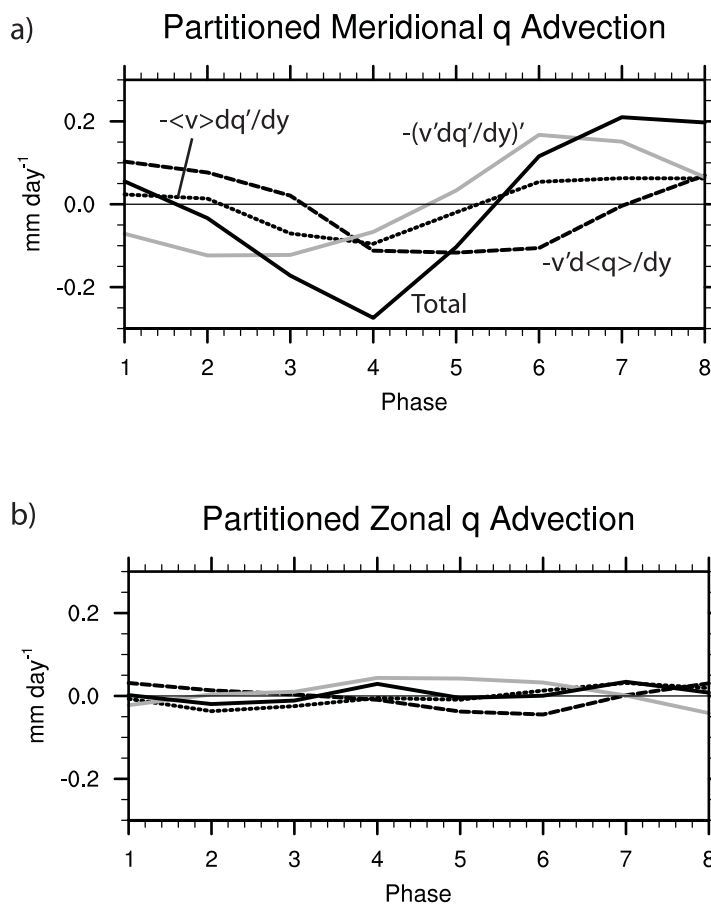 a)
Partitioned Meridional q Advection
-<v>dq'/dy
-(v'dq'/dy)'
0.2
0.0
-0.2
mm day⁻¹
-v'd<q>/dy
Total
1 2 3 4 5 6 7 8
Phase
b)
Partitioned Zonal q Advection
0.2
0.0
-0.2
mm day⁻¹
1 2 3 4 5 6 7 8
Phase